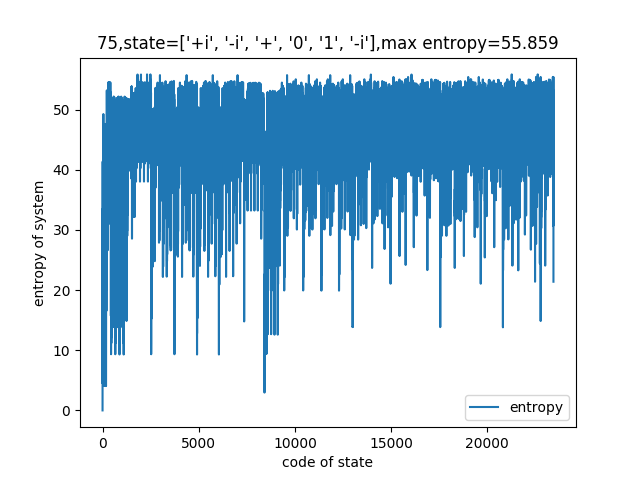 75,state=['+i', '-i', '+', '0', '1', '-i'],max entropy=55.859
50
40
30
20
10
0
entropy of system
entropy
0 5000 10000 15000 20000
code of state